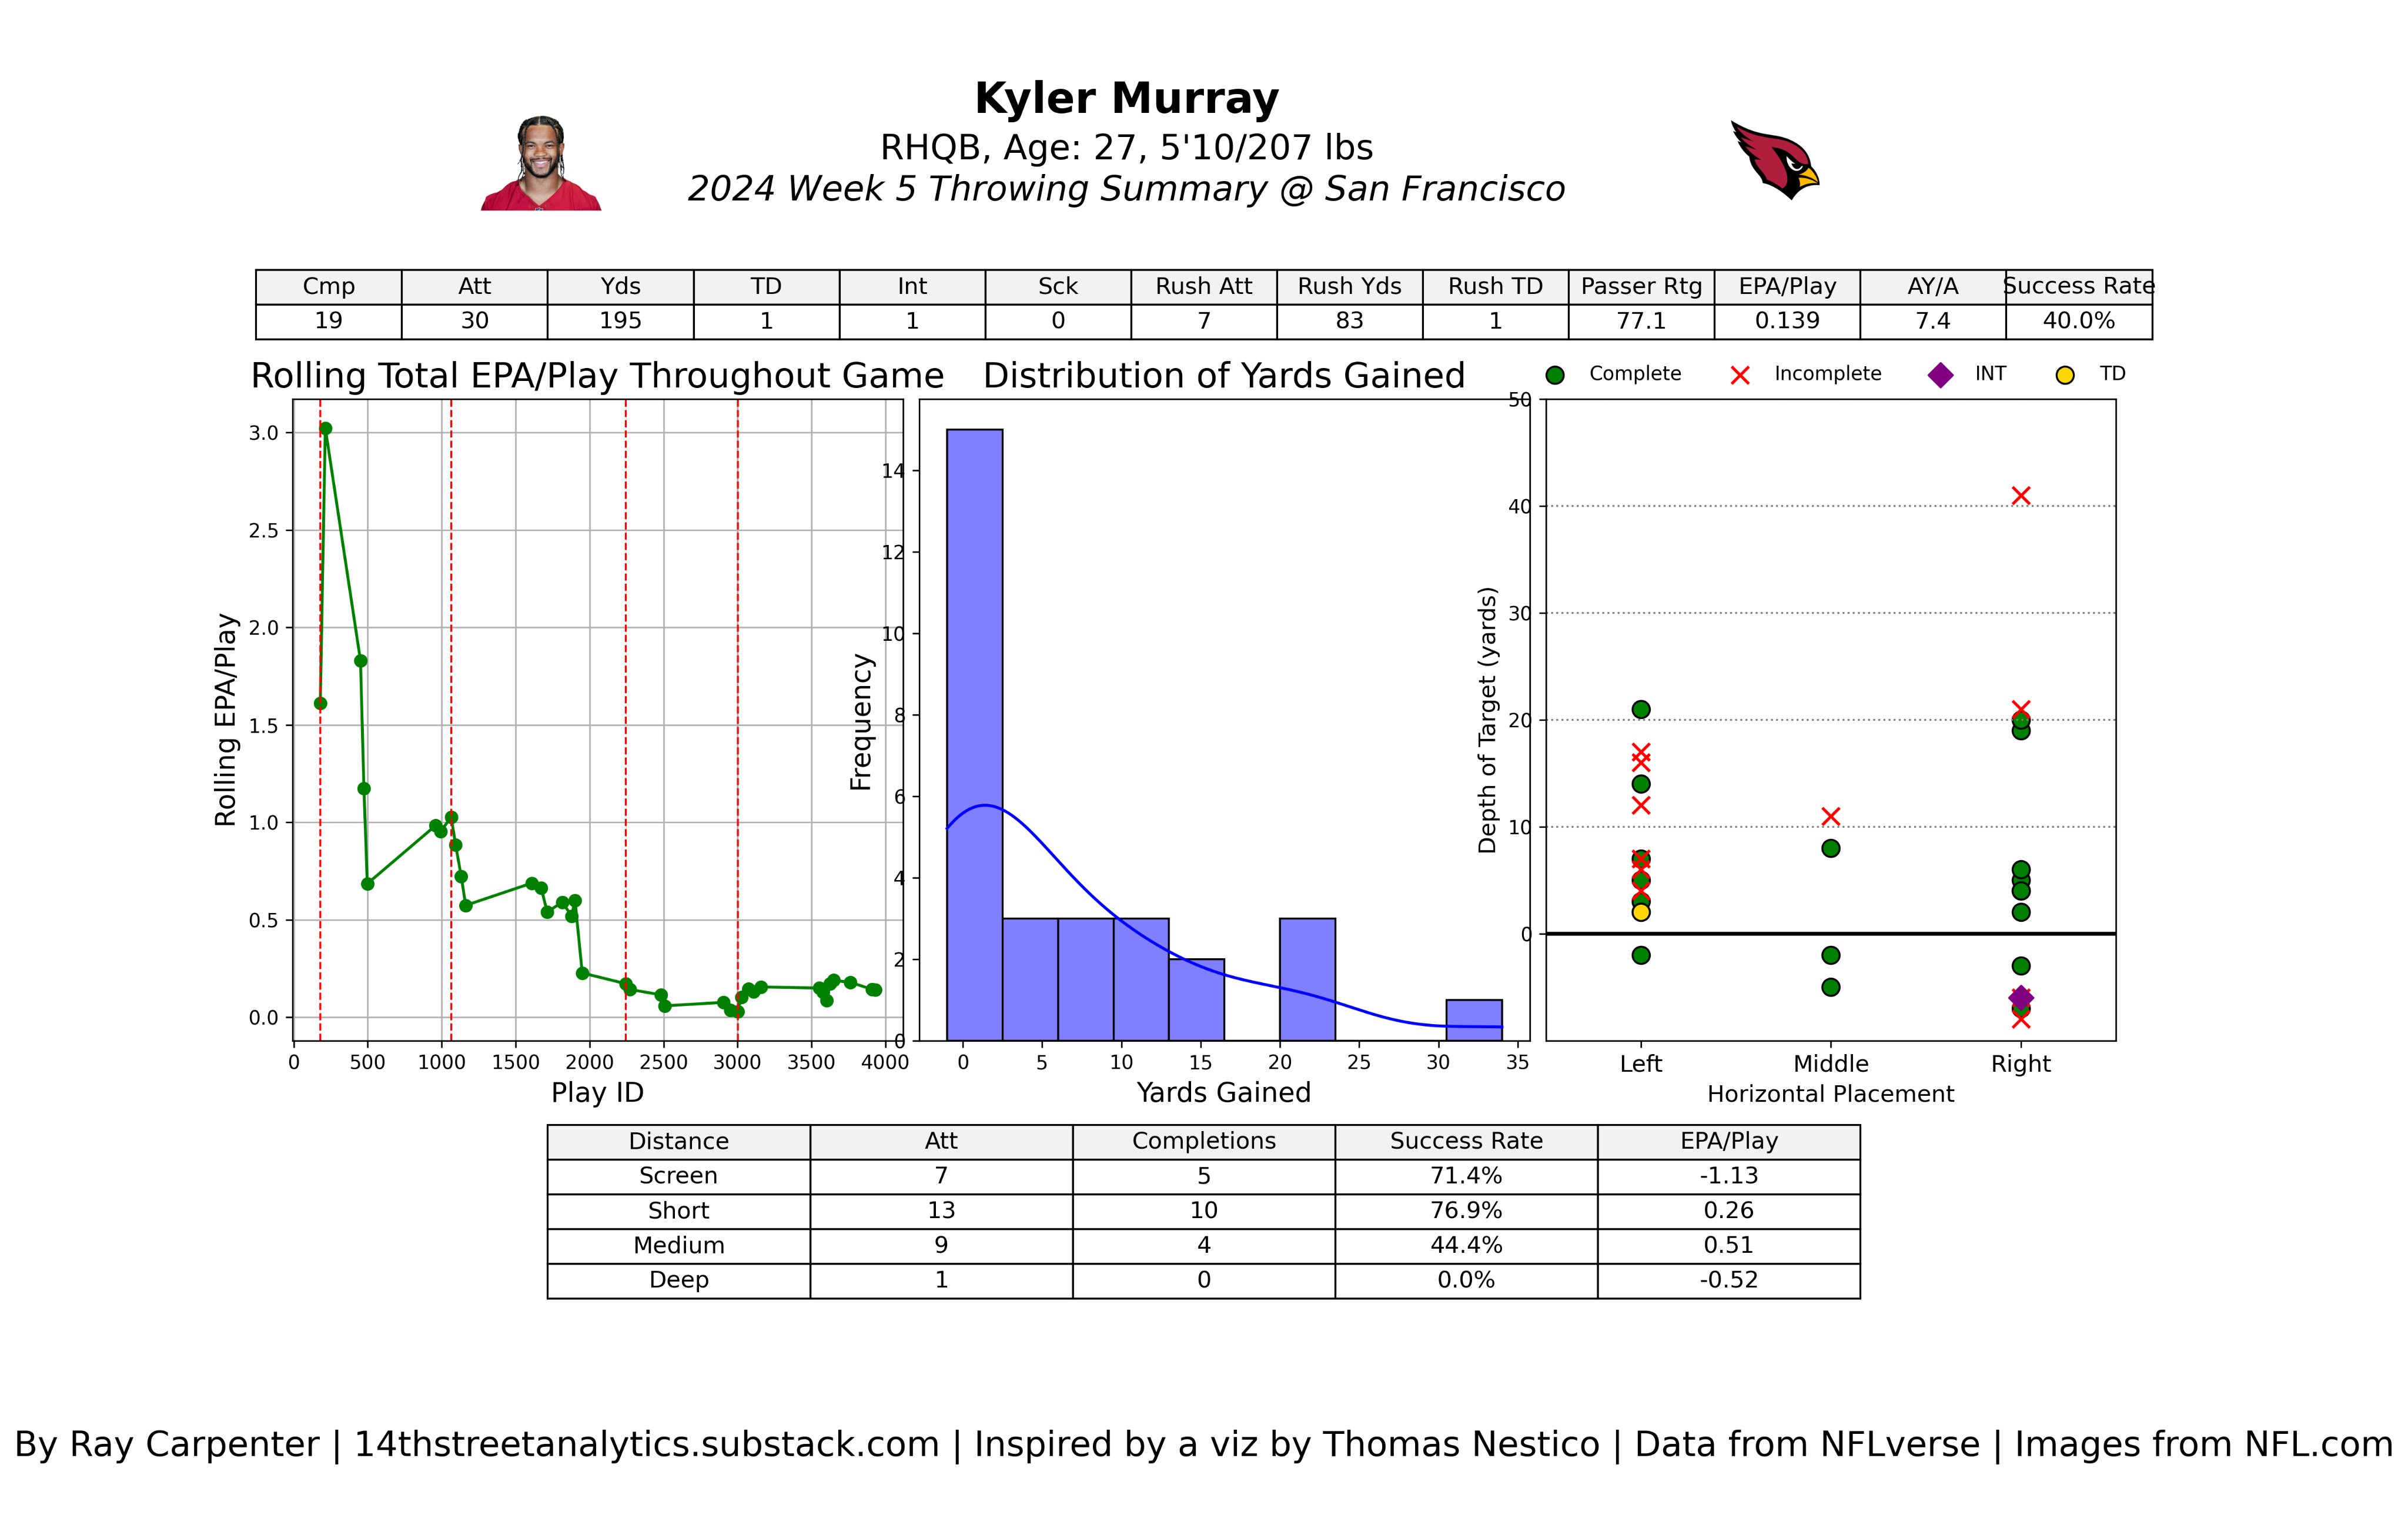 Kyler Murray
RHQB, Age: 27, 5'10/207 lbs
2024 Week 5 Throwing Summary @ San Francisco
Cmp Att Yds TD Int Sck Rush Att Rush Yds Rush TD Passer Rtg EPA/Play AY/A Success Rate
19 30 195 1 1 0 7 83 1 77.1 0.139 7.4 40.0%
Rolling Total EPA/Play Throughout Game
Rolling EPA/Play
3.0
2.5
2.0
1.5
1.0
0.5
0.0
0 500 1000 1500 2000 2500 3000 3500 4000
Play ID
Distribution of Yards Gained
Frequency
14
12
10
8
6
4
2
0
0 5 10 15 20 25 30 35
Yards Gained
Complete Incomplete INT TD
Depth of Target (yards)
50
40
30
20
10
0
Left Middle Right
Horizontal Placement
Distance Att Completions Success Rate EPA/Play
Screen 7 5 71.4% -1.13
Short 13 10 76.9% 0.26
Medium 9 4 44.4% 0.51
Deep 1 0 0.0% -0.52
By Ray Carpenter | 14thstreetanalytics.substack.com | Inspired by a viz by Thomas Nestico | Data from NFLverse | Images from NFL.com